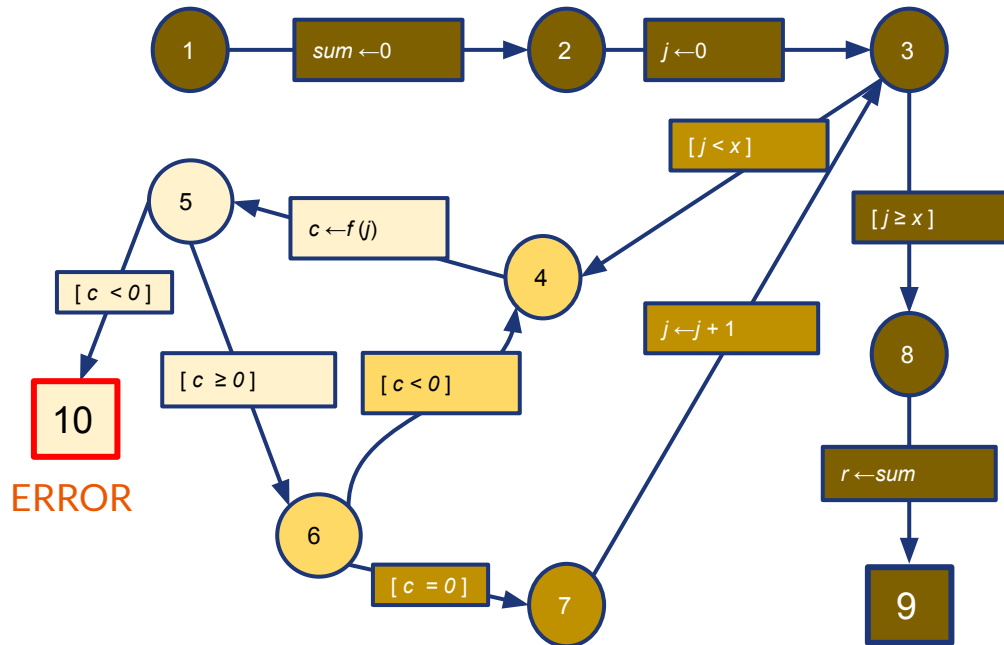 1
sum ←0
2
j ←0
3
[ j < x ]
5
c ←f (j)
4
[ j ≥ x ]
[ c < 0 ]
j ←j + 1
[ c ≥ 0 ]
[ c < 0 ]
8
10
ERROR
r ←sum
6
[ c = 0 ]
7
9